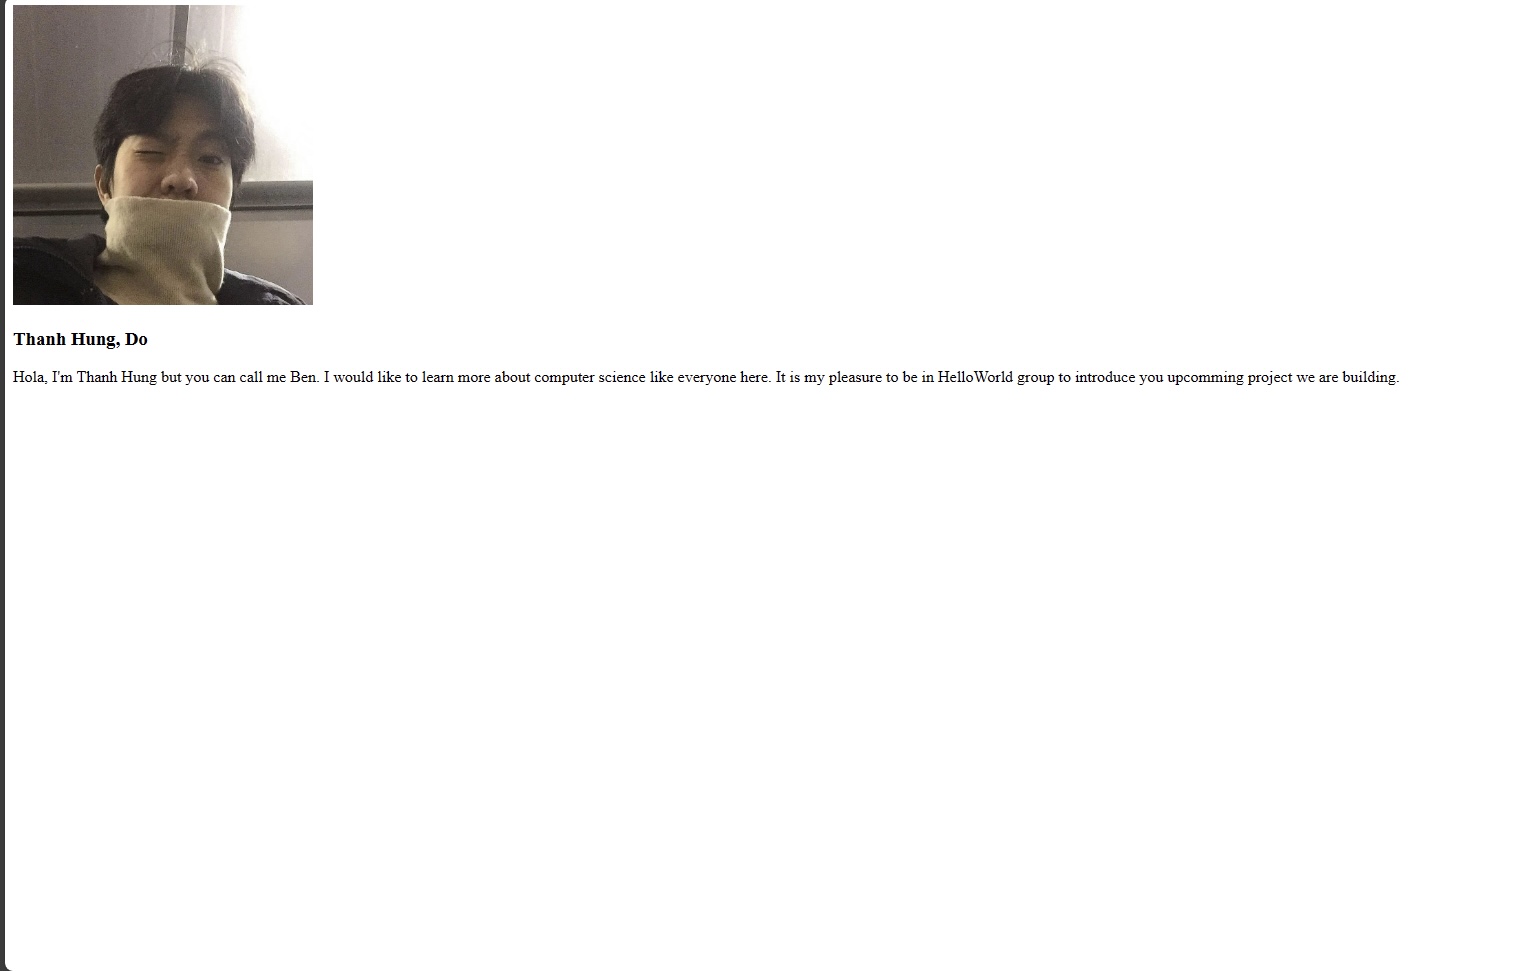 Thanh Hung, Do
Hola, I'm Thanh Hung but you can call me Ben. I would like to learn more about computer science like everyone here. It is my pleasure to be in HelloWorld group to introduce you upcomming project we are building.